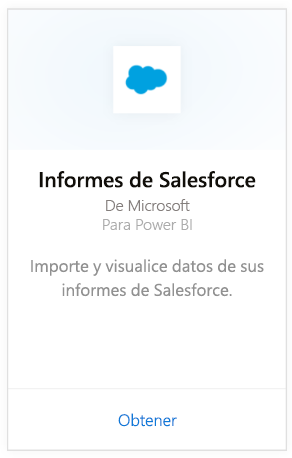 Informes de Salesforce
De Microsoft
Para Power BI
Importe y visualice datos de sus
informes de Salesforce.
Obtener